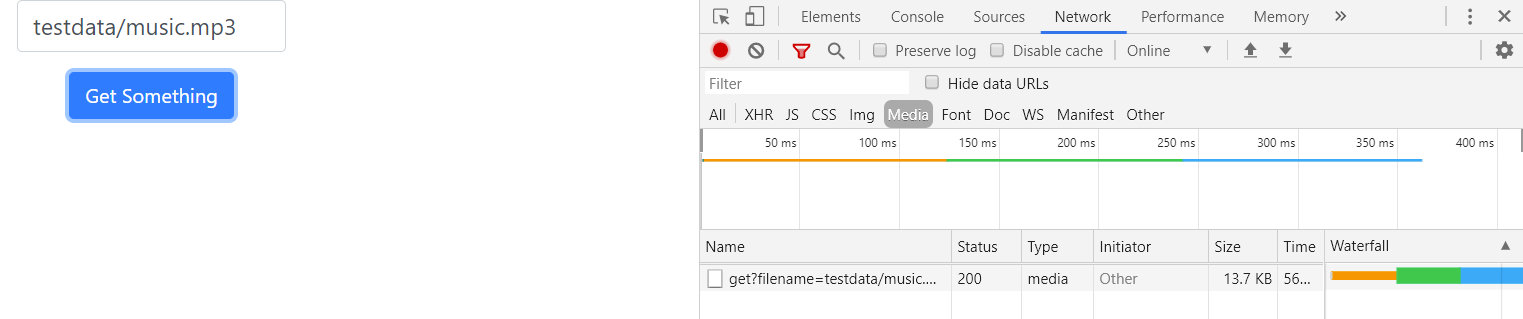 testdata/music.mp3
Get Something
Elements Console Sources Network Performance Memory »
Preserve log Disable cache Online
Filter Hide data URLs
All XHR JS CSS Img Media Font Doc WS Manifest Other
50 ms 100 ms 150 ms 200 ms 250 ms 300 ms 350 ms 400 ms
Name Status Type Initiator Size Time Waterfall
get?filename=testdata/music.... 200 media Other 13.7 KB 56...